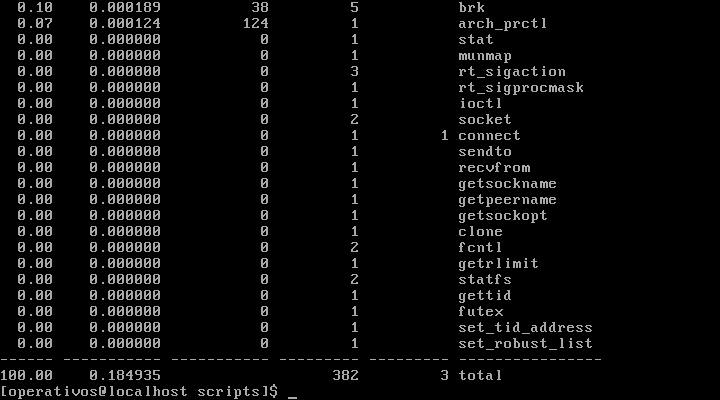 0.10 0.000189 38 5 brk
0.07 0.000124 124 1 arch_prctl
0.00 0.000000 0 1 stat
0.00 0.000000 0 1 munmap
0.00 0.000000 0 3 rt_sigaction
0.00 0.000000 0 1 rt_sigprocmask
0.00 0.000000 0 1 ioctl
0.00 0.000000 0 2 socket
0.00 0.000000 0 1 1 connect
0.00 0.000000 0 1 sendto
0.00 0.000000 0 1 recvfrom
0.00 0.000000 0 1 getsockname
0.00 0.000000 0 1 getpeername
0.00 0.000000 0 1 getsockopt
0.00 0.000000 0 1 clone
0.00 0.000000 0 2 fcntl
0.00 0.000000 0 1 getrlimit
0.00 0.000000 0 2 statfs
0.00 0.000000 0 1 gettid
0.00 0.000000 0 1 futex
0.00 0.000000 0 1 set_tid_address
0.00 0.000000 0 1 set_robust_list
------ ----------- ----------- --------- --------- ----------------
100.00 0.184935 382 3 total
[operativos@localhost scripts]$ _